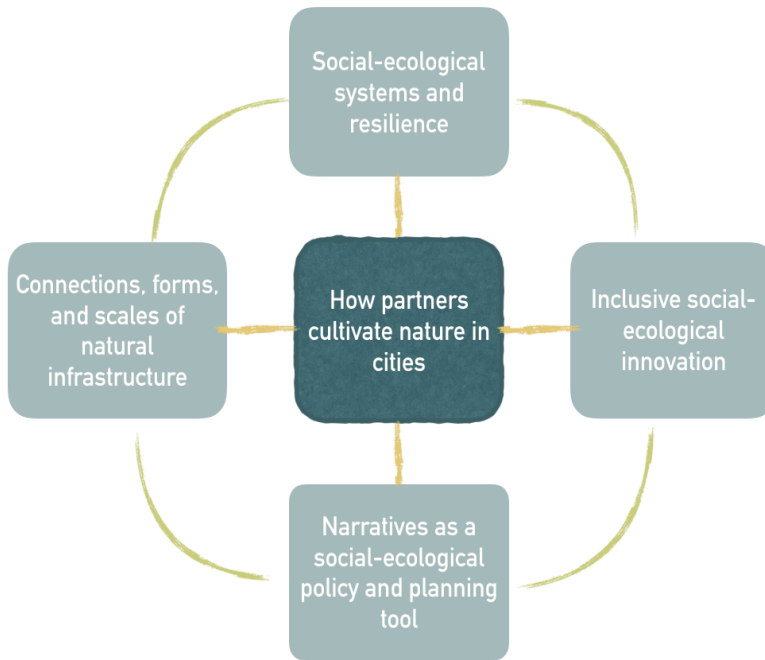 Social-ecological
systems and
resilience
Connections, forms,
and scales of
natural
infrastructure
How partners
cultivate nature in
cities
Inclusive social-
ecological
innovation
Narratives as a
social-ecological
policy and planning
tool